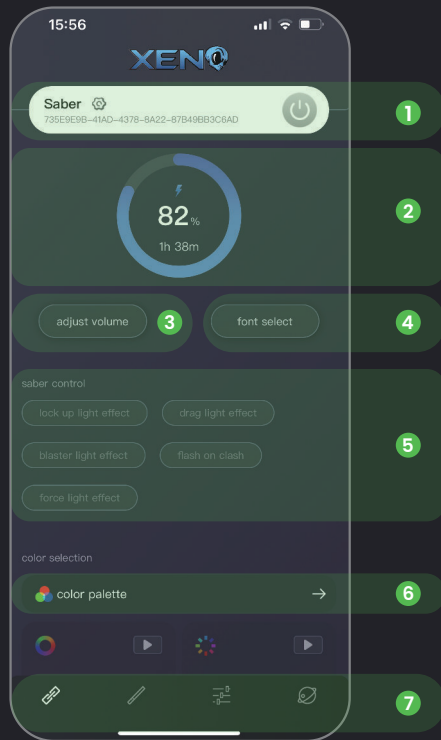 15:56
XENO
Saber
735E9E9B-41AD-4378-8A22-87B49BB3C6AD
1
82%
1h 38m
2
adjust volume
3
font select
4
saber control
lock up light effect
drag light effect
blaster light effect
flash on clash
force light effect
5
color selection
color palette
6
7